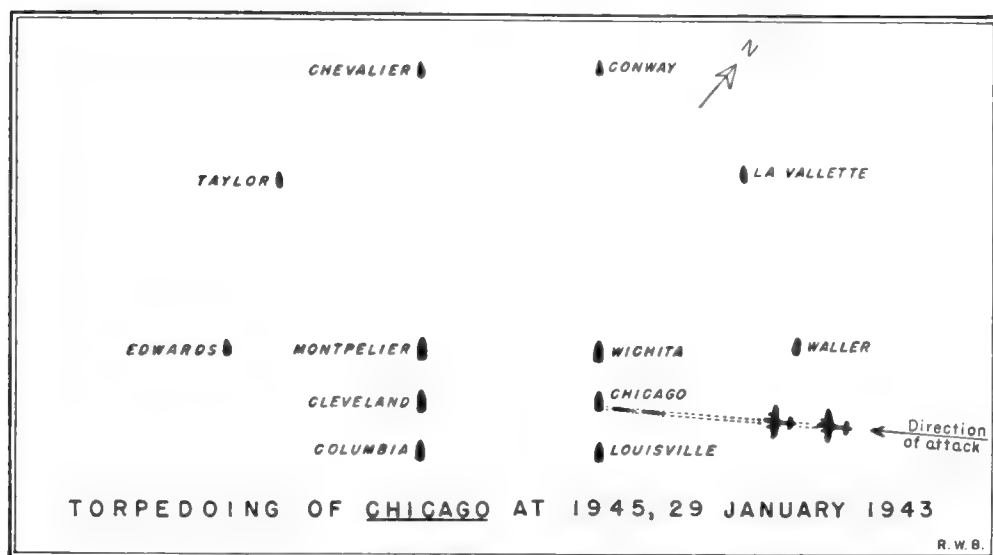 CHEVALIER
CONWAY
N
TAYLOR
LA VALLETTE
EDWARDS
MONTPELIER
WICHITA
WALLER
CLEVELAND
CHICAGO
Direction
of attack
COLUMBIA
LOUISVILLE
TORPEDOING OF CHICAGO AT 1945, 29 JANUARY 1943
R.W.B.